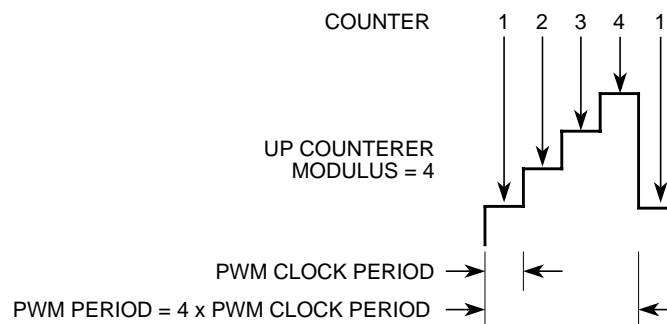 COUNTER 1 2 3 4 1
UP COUNTERER
MODULUS = 4
PWM CLOCK PERIOD
PWM PERIOD = 4 x PWM CLOCK PERIOD